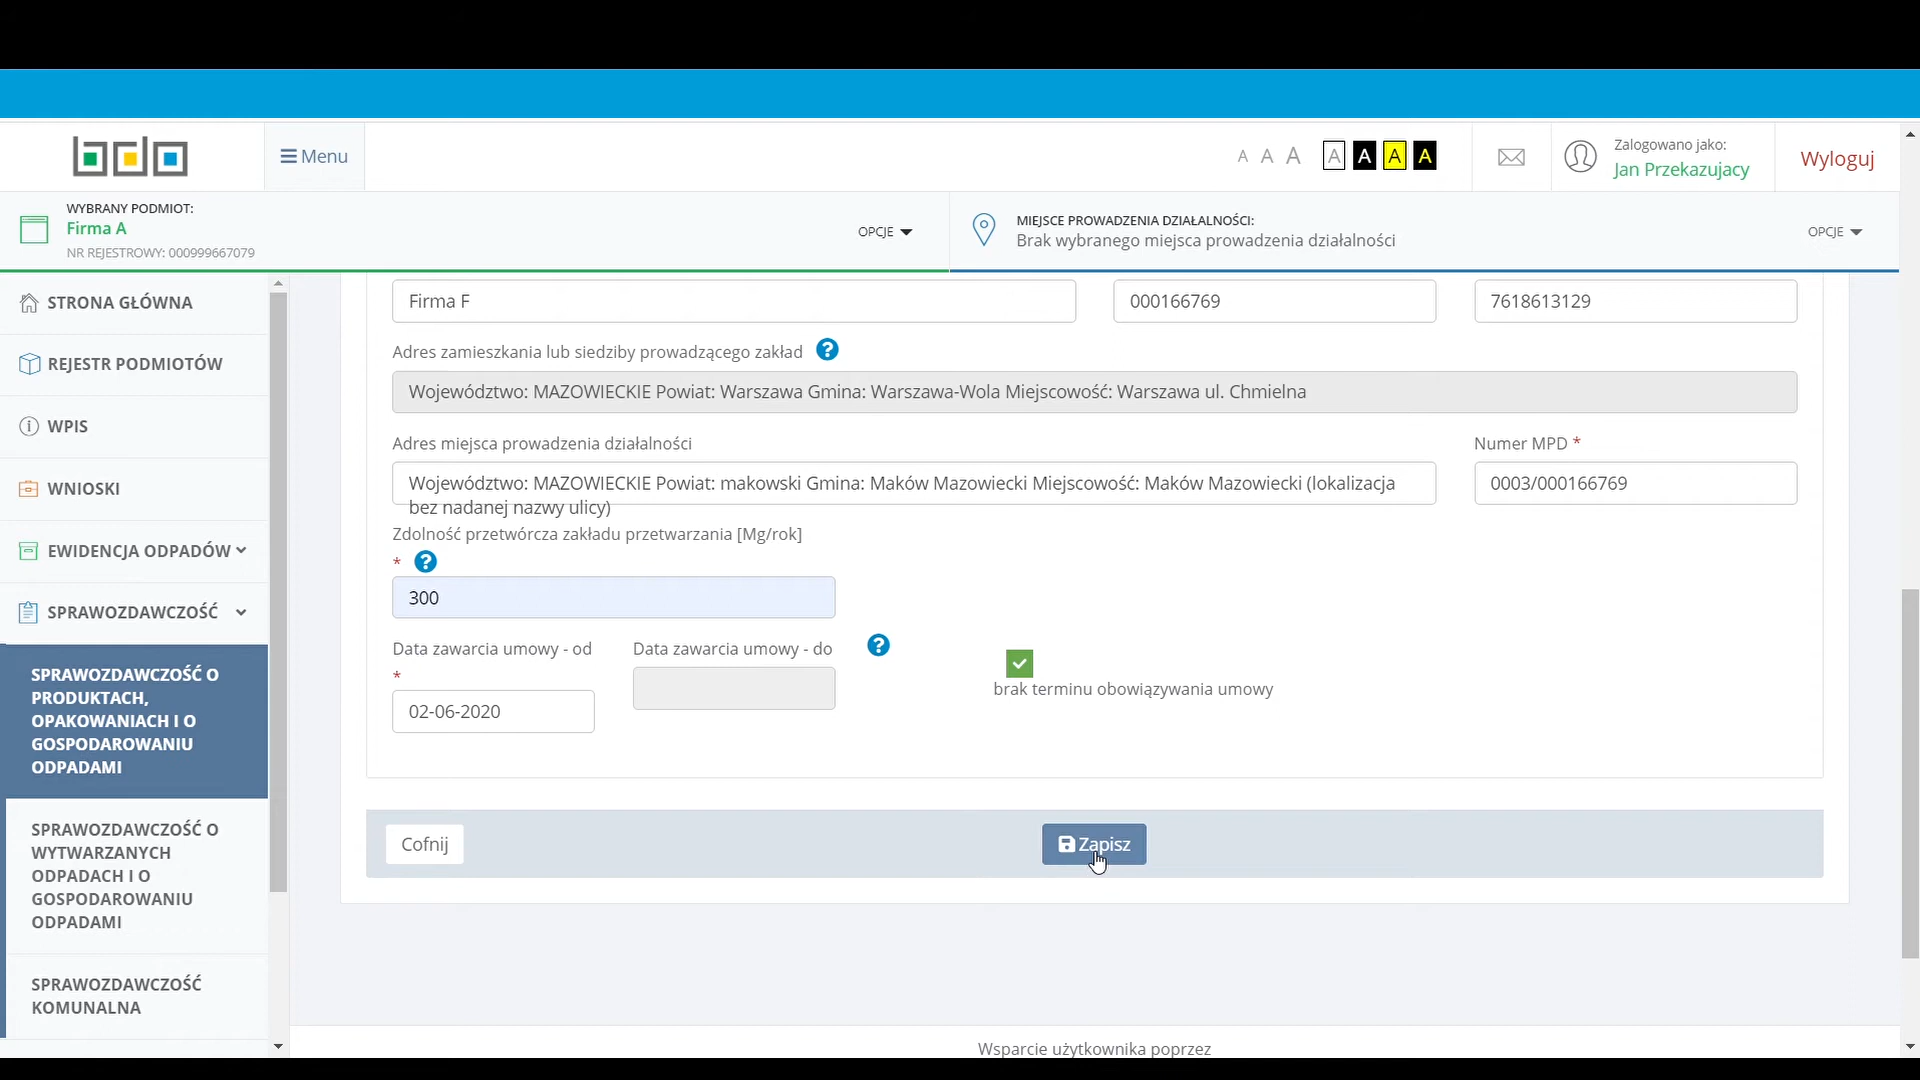 bdo
Menu
A A A A A A A
Zalogowano jako:
Jan Przekazujacy
Wyloguj
WYBRANY PODMIOT:
Firma A
NR REJESTROWY: 000999667079
OPCJE
MIEJSCE PROWADZENIA DZIAŁALNOŚCI:
Brak wybranego miejsca prowadzenia działalności
OPCJE
STRONA GŁÓWNA
REJESTR PODMIOTÓW
WPIS
WNIOSKI
EWIDENCJA ODPADÓW
SPRAWOZDAWCZOŚĆ
SPRAWOZDAWCZOŚĆ O
PRODUKTACH,
OPAKOWANIACH I O
GOSPODAROWANIU
ODPADAMI
SPRAWOZDAWCZOŚĆ O
WYTWARZANYCH
ODPADACH I O
GOSPODAROWANIU
ODPADAMI
SPRAWOZDAWCZOŚĆ
KOMUNALNA
Firma F
000166769
7618613129
Adres zamieszkania lub siedziby prowadzącego zakład ?
Województwo: MAZOWIECKIE Powiat: Warszawa Gmina: Warszawa-Wola Miejscowość: Warszawa ul. Chmielna
Adres miejsca prowadzenia działalności
Numer MPD *
Województwo: MAZOWIECKIE Powiat: makowski Gmina: Maków Mazowiecki Miejscowość: Maków Mazowiecki (lokalizacja
bez nadanej nazwy ulicy)
0003/000166769
Zdolność przetwórcza zakładu przetwarzania [Mg/rok]
* ?
300
Data zawarcia umowy - od
*
02-06-2020
Data zawarcia umowy - do ?
brak terminu obowiązywania umowy
Cofnij
Zapisz
Wsparcie użytkownika poprzez